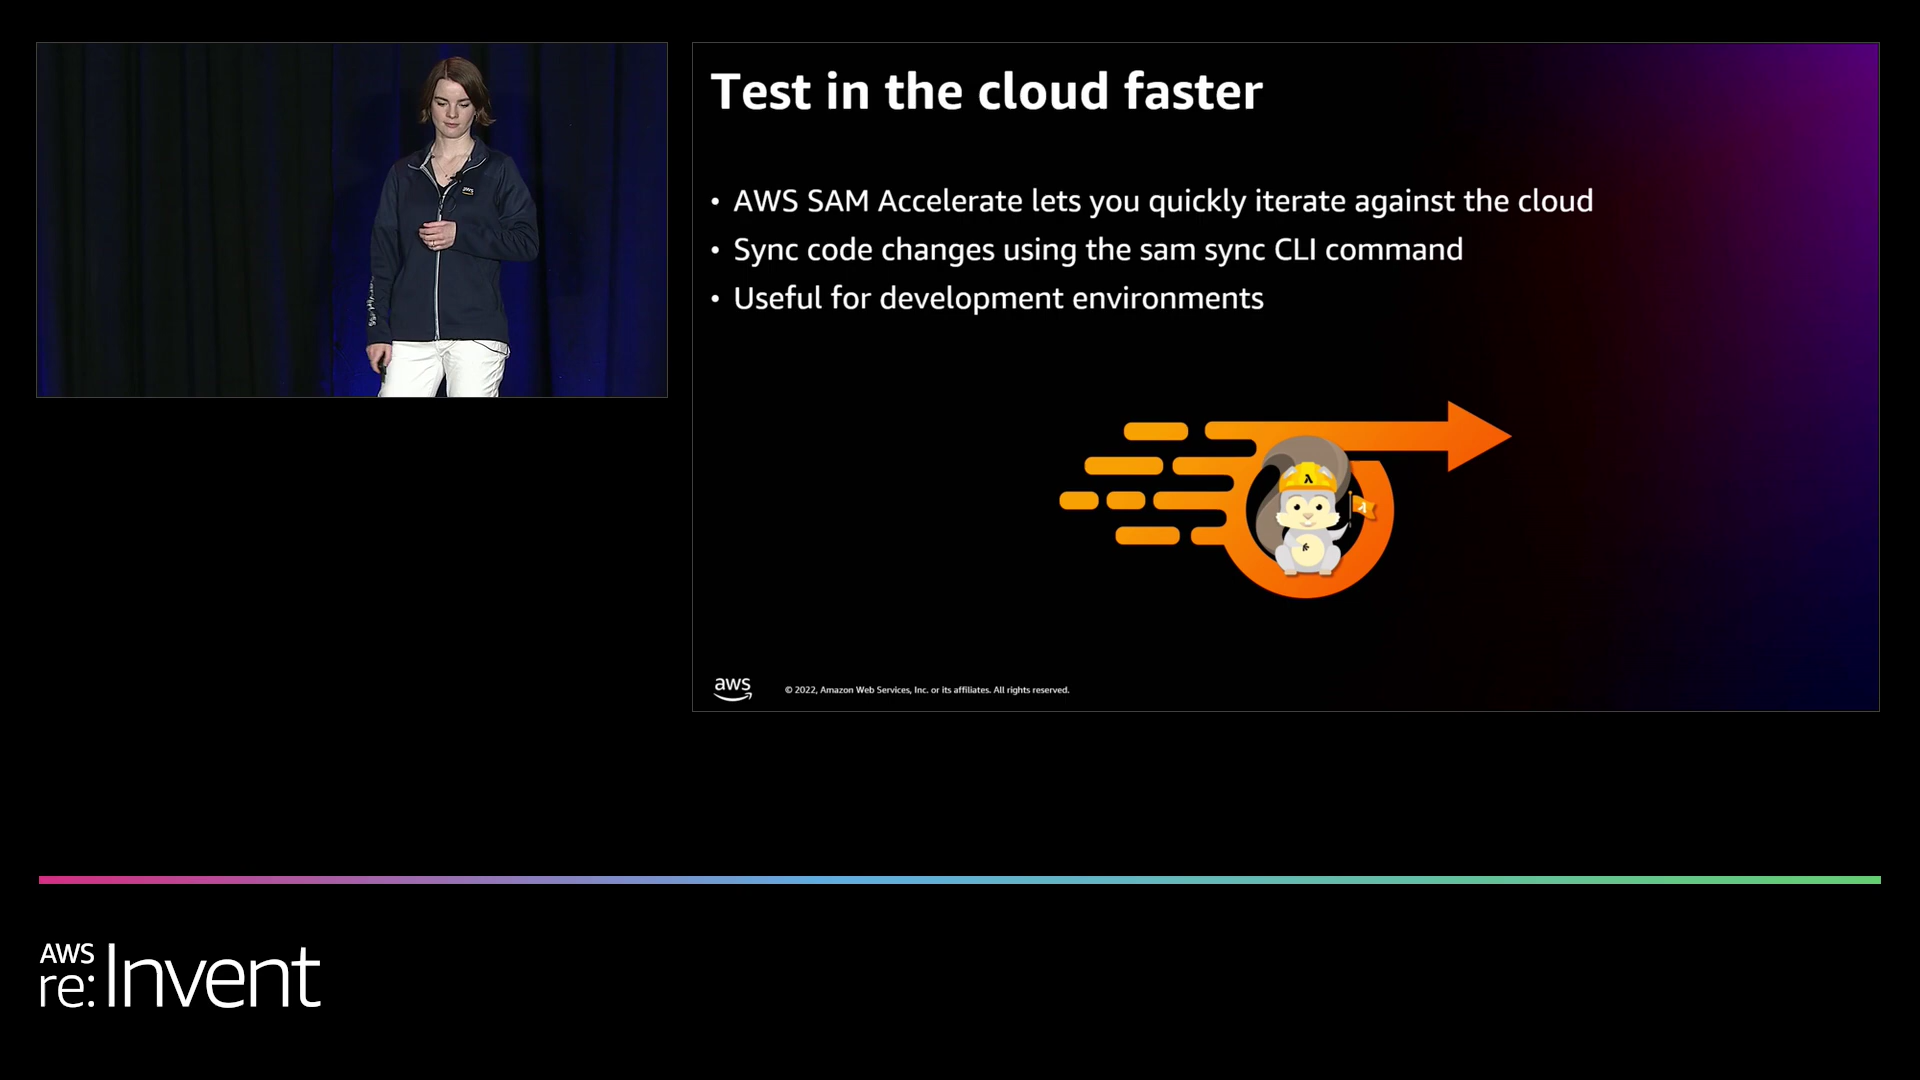 Test in the cloud faster
• AWS SAM Accelerate lets you quickly iterate against the cloud
• Sync code changes using the sam sync CLI command
• Useful for development environments
λ
λ
aws
© 2022, Amazon Web Services, Inc. or its affiliates. All rights reserved.
aws
AWS
re:Invent